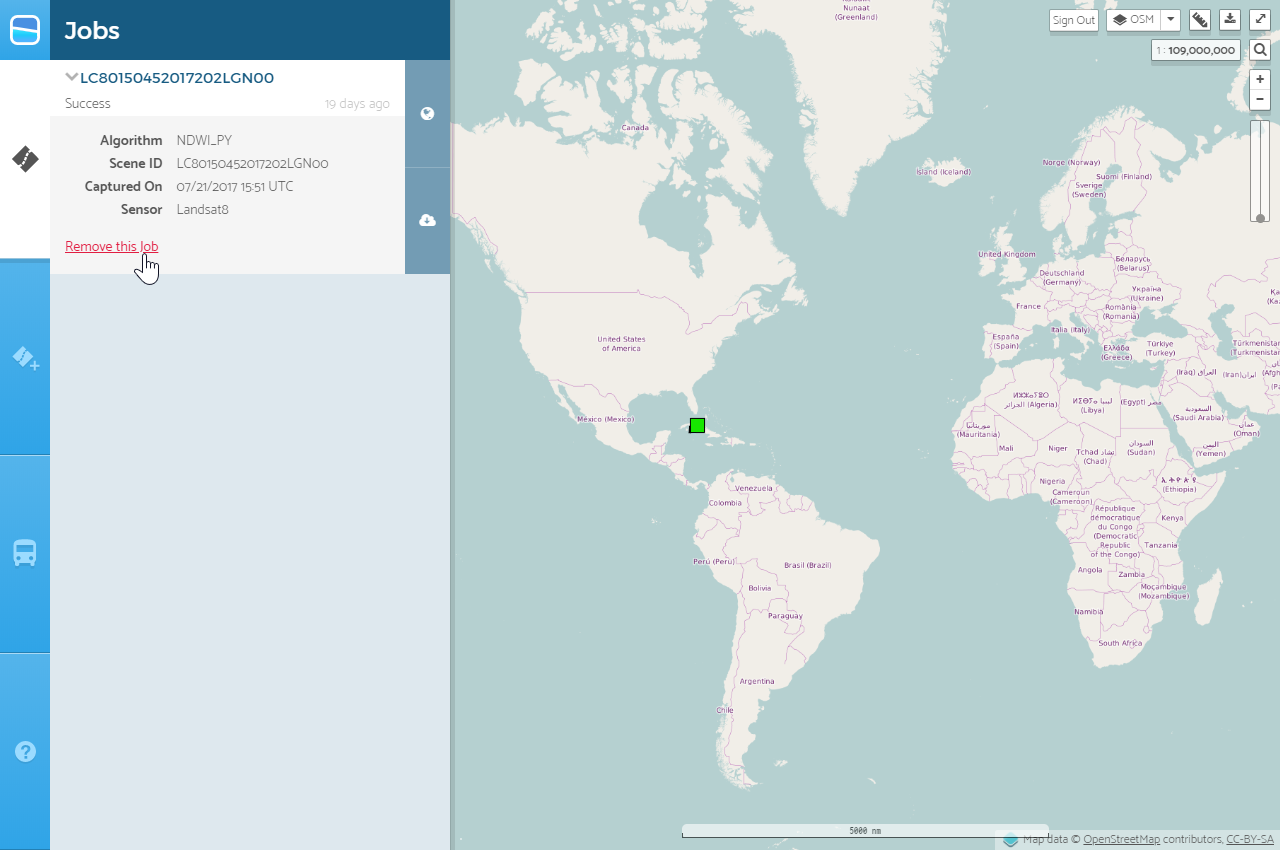 Jobs
LC80150452017202LGN00
Success
19 days ago
Algorithm NDWI_PY
Scene ID LC80150452017202LGN00
Captured On 07/21/2017 15:51 UTC
Sensor Landsat8
Remove this Job
Sign Out
OSM
1 : 109,000,000
+
−
Nunaat
(Greenland)
Canada
Ísland (Iceland)
Norge (Norway)
Suomi (Finland)
Sverige
(Sweden)
United Kingdom
Беларусь
(Belarus)
Deutschland
(Germany)
Україна
(Ukraine)
France
România
(Romania)
Italia (Italy)
España
(Spain)
Ελλάδα
(Greece)
Türkiye
(Turkey)
Türkmenistan
(Turkmenistan
United States
of America
México (Mexico)
(Iraq) العراق
(Iran) ایران
الجزائر (Algeria)
ⵍⵉⴱⵢⴰ ليبيا
(Libya)
(Egypt) مصر
السعودية
(Saudi Arabia)
عمان
(Oman)
موريتانيا
(Mauritania)
Mali
Niger
Tchad تشاد
(Chad)
السودان
(Sudan)
اليمن
(Yemen)
Nigeria
ኢትዮጵያ
(Ethiopia)
Cameroun
(Cameroon)
Venezuela
Colombia
République
démocratique
du Congo
(Democratic
Republic
of the Congo)
Kenya
Tanzania
Perú (Peru)
Brasil (Brazil)
Bolivia
Angola
Zambia
Moçambique
(Mozambique)
Paraguay
Namibia
South Africa
Argentina
Chile
5000 nm
Map data © OpenStreetMap contributors, CC-BY-SA